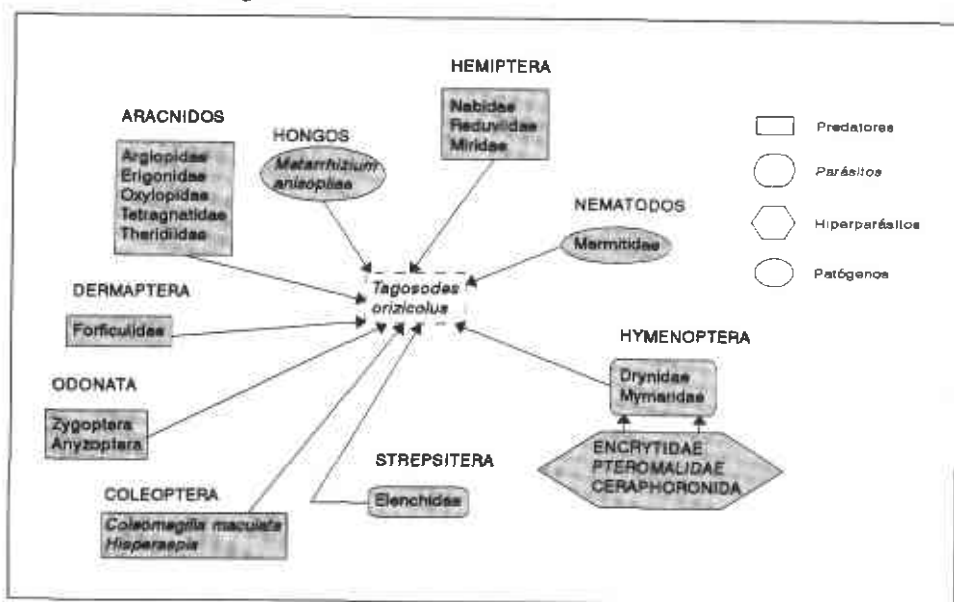 HEMIPTERA
Nabidae
Reduviidae
Miridae
ARACNIDOS
Argiopidae
Erigonidae
Oxylopidae
Tetragnatidae
Theridiidae
HONGOS
Metarrhizium
anisopliae
Predatores
Parásitos
Hiperparásitos
Patógenos
NEMATODOS
Mermitidae
Tagosodes
orizicolus
DERMAPTERA
Forficulidae
HYMENOPTERA
Drynidae
Mymaridae
ODONATA
Zygoptera
Anyzoptera
ENCRYTIDAE
PTEROMALIDAE
CERAPHORONIDA
STREPSITERA
Elenchidae
COLEOPTERA
Coleomegilla maculata
Hisperaspis